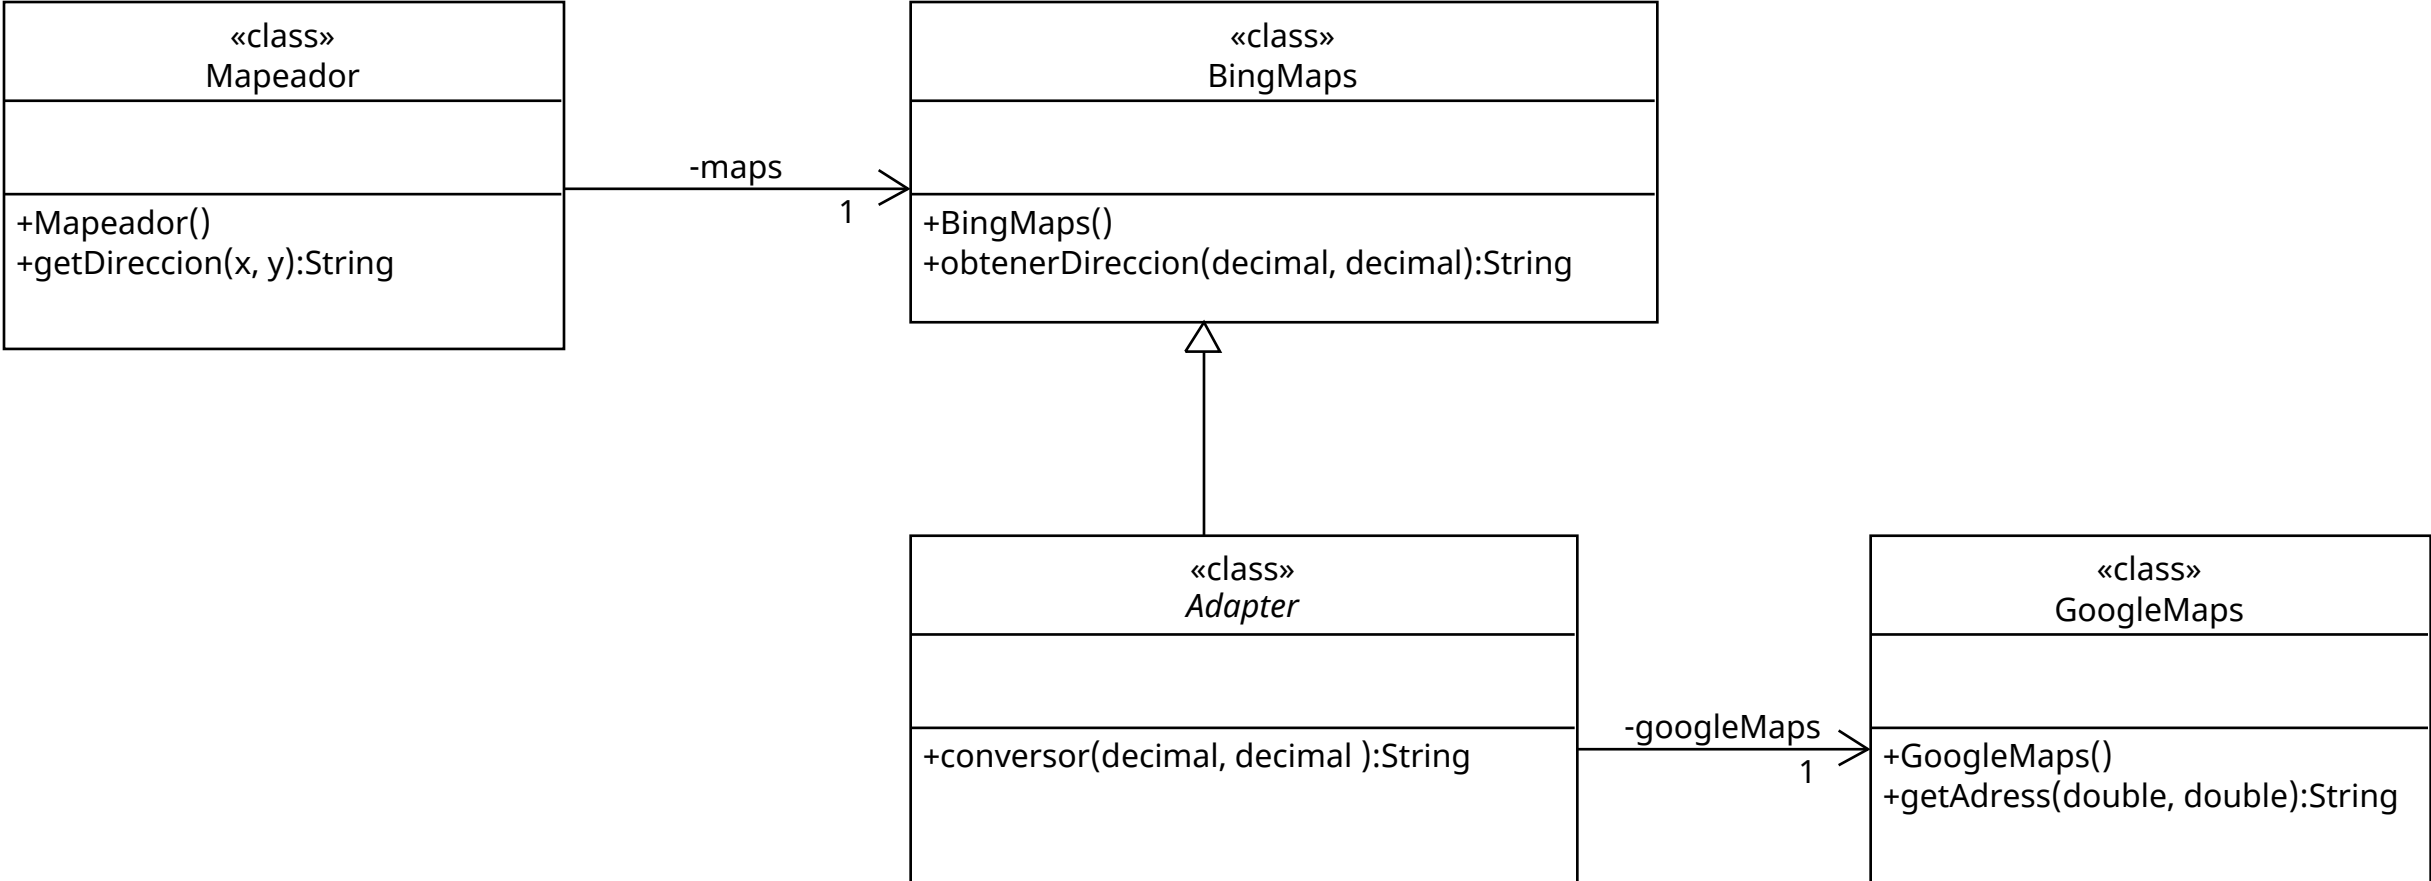 «class»
Mapeador
+Mapeador()
+getDireccion(x, y):String
-maps
1
«class»
BingMaps
+BingMaps()
+obtenerDireccion(decimal, decimal):String
«class»
Adapter
+conversor(decimal, decimal ):String
-googleMaps
1
«class»
GoogleMaps
+GoogleMaps()
+getAdress(double, double):String